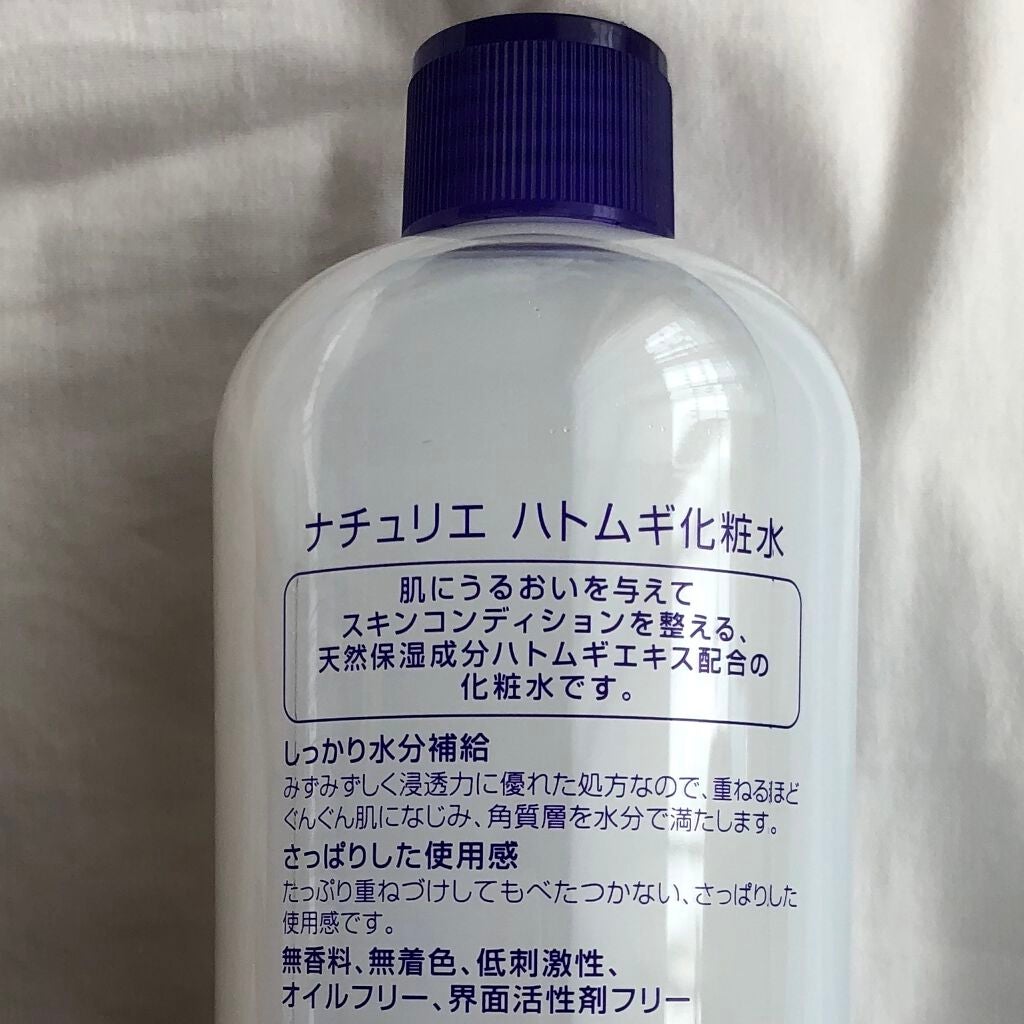 ナチュリエ ハトムギ化粧水
肌にうるおいを与えて
スキンコンディションを整える、
天然保湿成分ハトムギエキス配合の
化粧水です。
しっかり水分補給
みずみずしく浸透力に優れた処方なので、重ねるほど
ぐんぐん肌になじみ、角質層を水分で満たします。
さっぱりした使用感
たっぷり重ねづけしてもべたつかない、さっぱりした
使用感です。
無香料、無着色、低刺激性、
オイルフリー、界面活性剤フリー